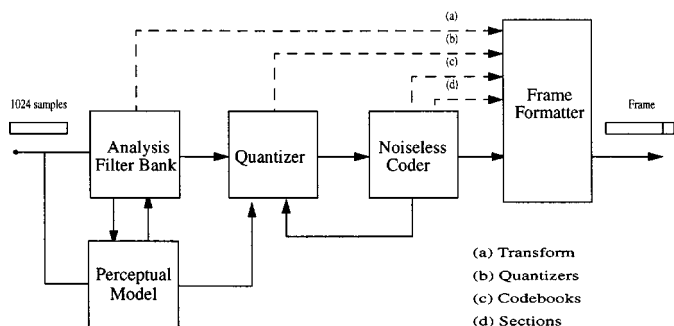 (a)
(b)
(c)
(d)
1024 samples
Analysis
Filter Bank
Quantizer
Noiseless
Coder
Frame
Formatter
Frame
Perceptual
Model
(a) Transform
(b) Quantizers
(c) Codebooks
(d) Sections